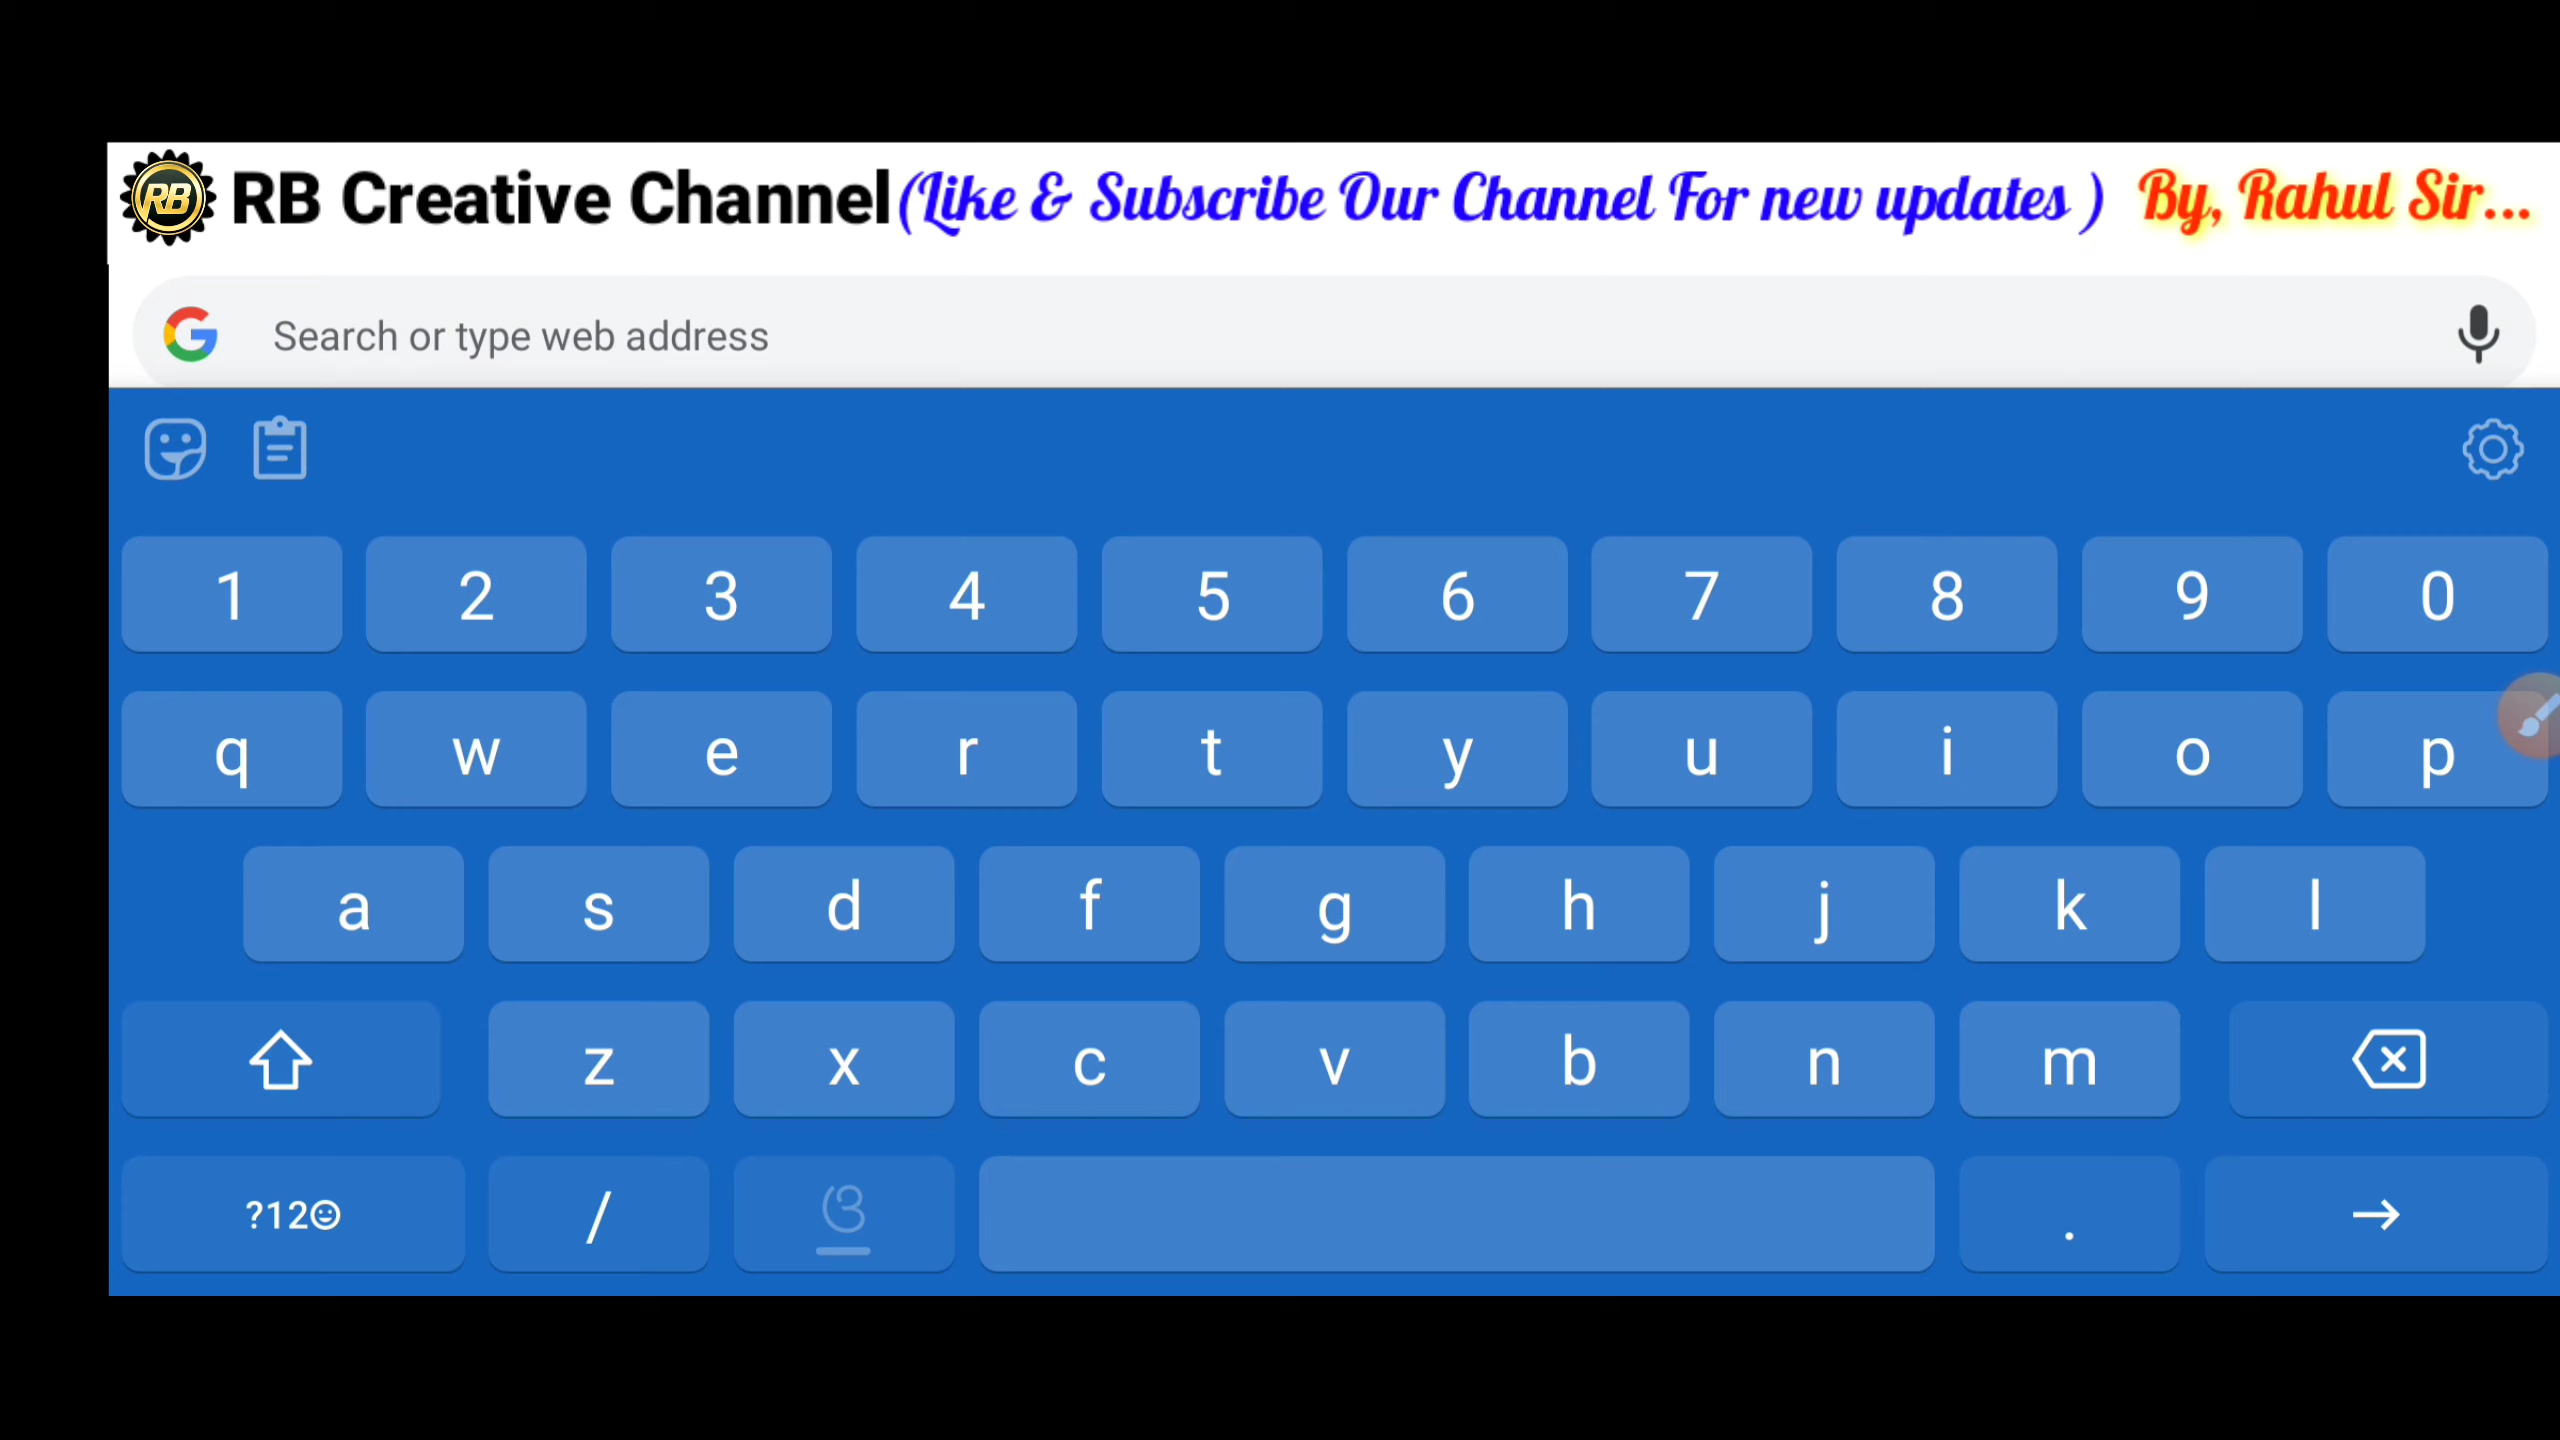 RB RB Creative Channel (Like & Subscribe Our Channel For new updates ) By, Rahul Sir...
G Search or type web address
1 2 3 4 5 6 7 8 9 0
q w e r t y u i o p
a s d f g h j k l
z x c v b n m
?12☺ / .